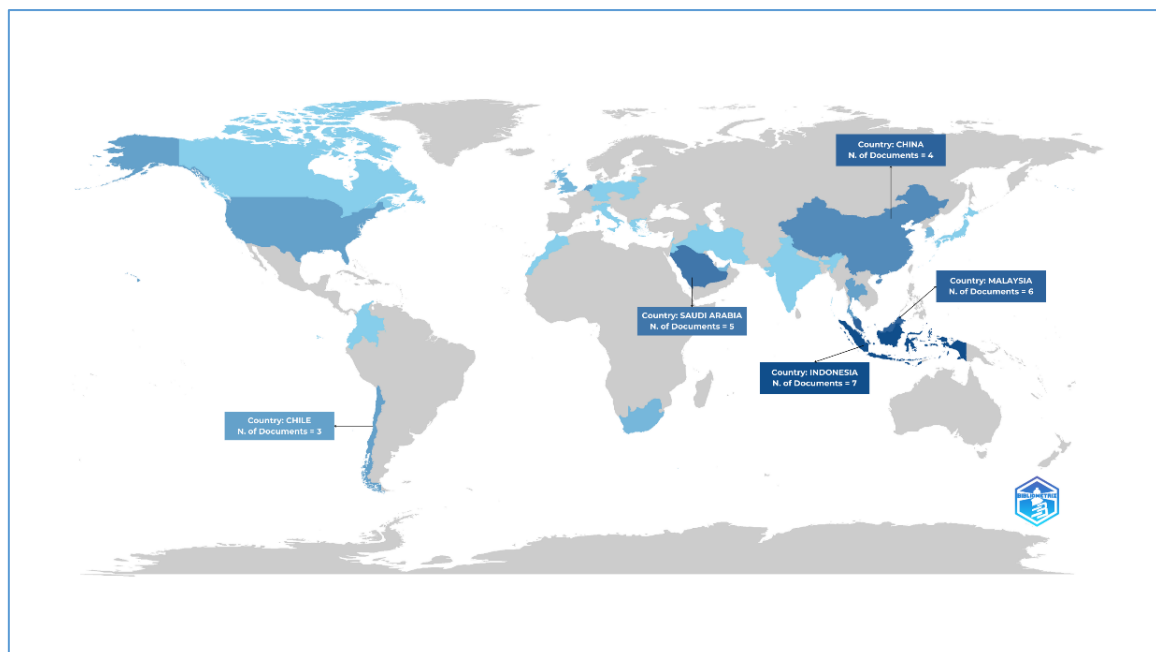 Country: CHINA
N. of Documents = 4
Country: MALAYSIA
N. of Documents = 6
Country: SAUDI ARABIA
N. of Documents = 5
Country: INDONESIA
N. of Documents = 7
Country: CHILE
N. of Documents = 3
BIBLIOMETRIX